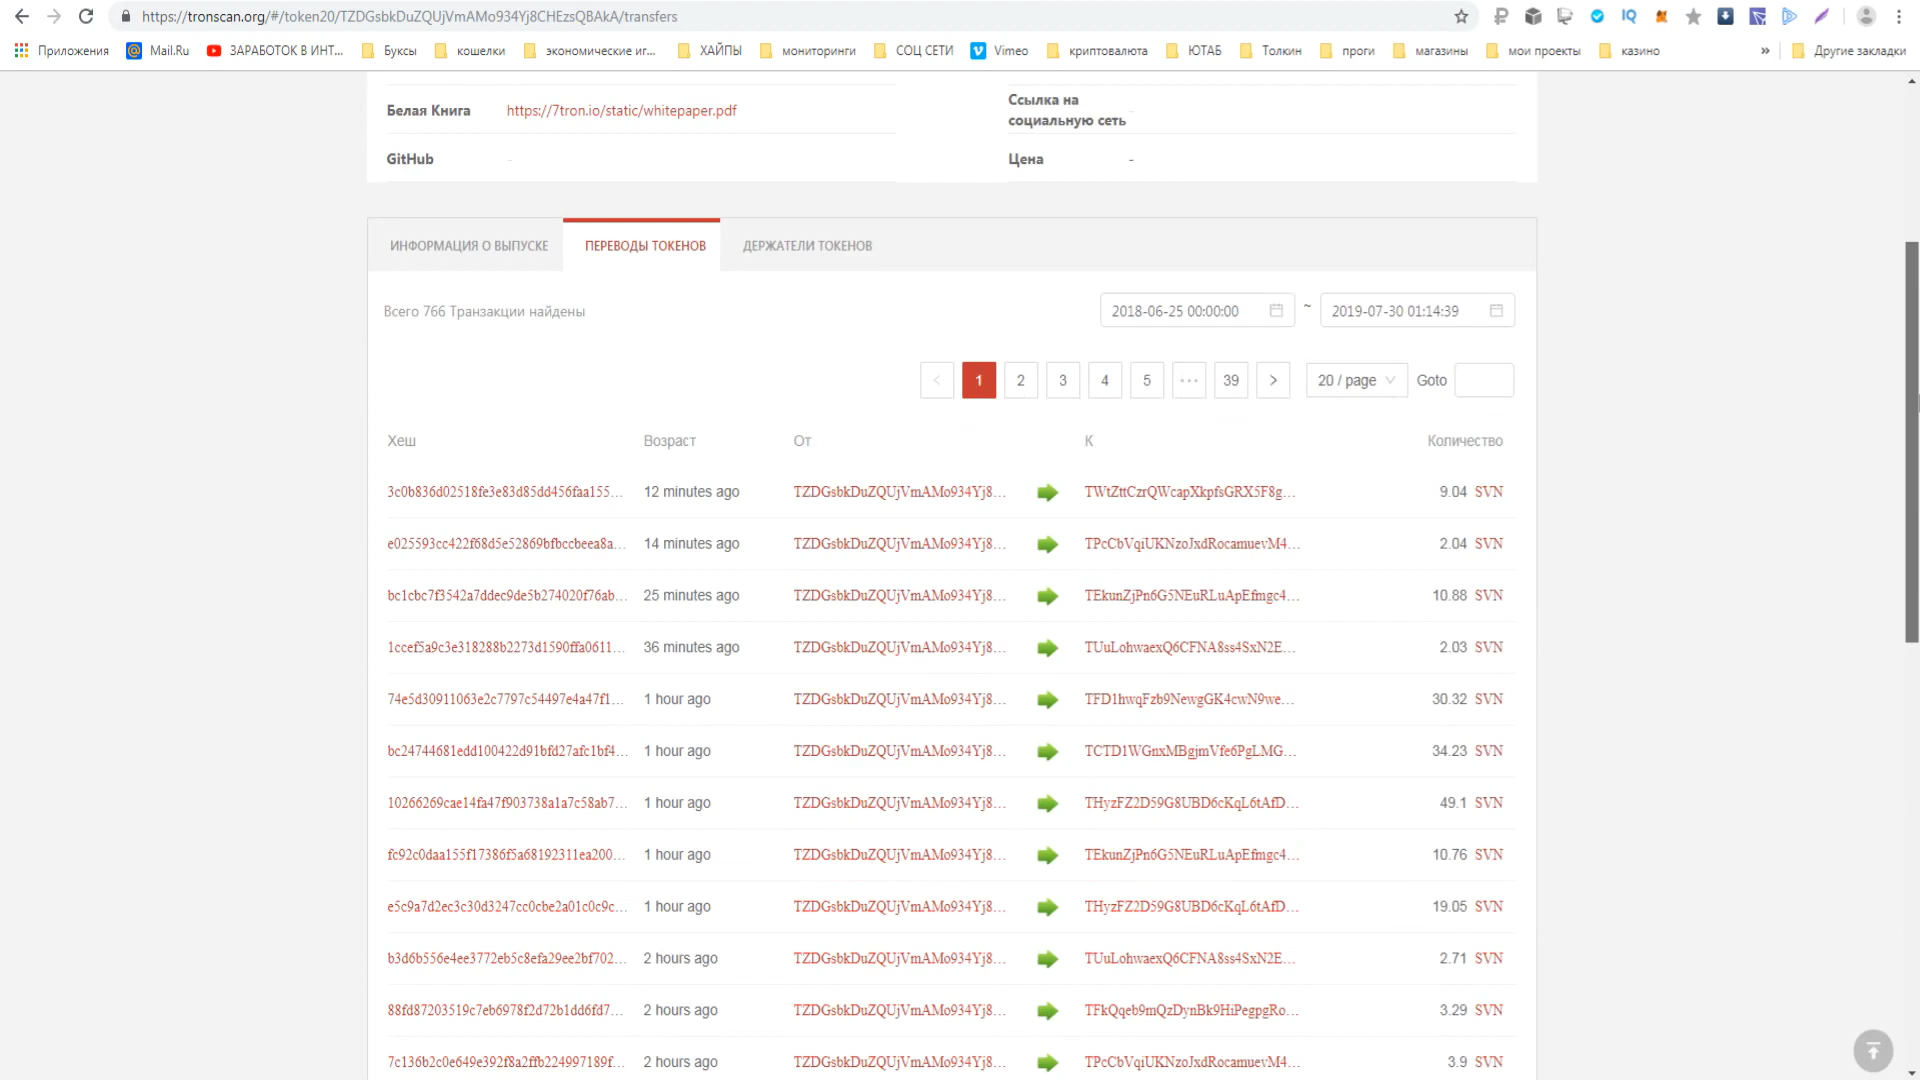 https://tronscan.org/#/token20/TZDGsbkDuZQUjVmAMo934Yj8CHEzsQBAkA/transfers
Приложения Mail.Ru ЗАРАБОТОК В ИНТ... Буксы кошелки экономические иг... ХАЙПЫ мониторинги СОЦ СЕТИ Vimeo криптовалюта ЮТАБ Толкин проги магазины мои проекты казино » Другие закладки
Белая Книга https://7tron.io/static/whitepaper.pdf
Ссылка на
социальную сеть
GitHub - Цена -
ИНФОРМАЦИЯ О ВЫПУСКЕ ПЕРЕВОДЫ ТОКЕНОВ ДЕРЖАТЕЛИ ТОКЕНОВ
Всего 766 Транзакции найдены 2018-06-25 00:00:00 ~ 2019-07-30 01:14:39
< 1 2 3 4 5 ••• 39 > 20 / page Goto
Хеш Возраст От К Количество
3c0b836d02518fe3e83d85dd456faa155... 12 minutes ago TZDGsbkDuZQUjVmAMo934Yj8... TWtZttCzrQWcapXkpfsGRX5F8g... 9.04 SVN
e025593cc422f68d5e52869bfbccbeea8a... 14 minutes ago TZDGsbkDuZQUjVmAMo934Yj8... TPcCbVqiUKNzoJxdRocamuevM4... 2.04 SVN
bc1cbc7f3542a7ddec9de5b274020f76ab... 25 minutes ago TZDGsbkDuZQUjVmAMo934Yj8... TEkunZjPn6G5NEuRLuApEfmgc4... 10.88 SVN
1ccef5a9c3e318288b2273d1590ffa0611... 36 minutes ago TZDGsbkDuZQUjVmAMo934Yj8... TUuLohwaexQ6CFNA8ss4SxN2E... 2.03 SVN
74e5d30911063e2c7797c54497e4a47f1... 1 hour ago TZDGsbkDuZQUjVmAMo934Yj8... TFD1hwqFzb9NewgGK4cwN9we... 30.32 SVN
bc24744681edd100422d91bfd27afc1bf4... 1 hour ago TZDGsbkDuZQUjVmAMo934Yj8... TCTD1WGnxMBgjmVfe6PgLMG... 34.23 SVN
10266269cae14fa47f903738a1a7c58ab7... 1 hour ago TZDGsbkDuZQUjVmAMo934Yj8... THyzFZ2D59G8UBD6cKqL6tAfD... 49.1 SVN
fc92c0daa155f17386f5a68192311ea200... 1 hour ago TZDGsbkDuZQUjVmAMo934Yj8... TEkunZjPn6G5NEuRLuApEfmgc4... 10.76 SVN
e5c9a7d2ec3c30d3247cc0cbe2a01c0c9c... 1 hour ago TZDGsbkDuZQUjVmAMo934Yj8... THyzFZ2D59G8UBD6cKqL6tAfD... 19.05 SVN
b3d6b556e4ee3772eb5c8efa29ee2bf702... 2 hours ago TZDGsbkDuZQUjVmAMo934Yj8... TUuLohwaexQ6CFNA8ss4SxN2E... 2.71 SVN
88fd87203519c7eb6978f2d72b1dd6fd7... 2 hours ago TZDGsbkDuZQUjVmAMo934Yj8... TFkQqeb9mQzDynBk9HiPegpgRo... 3.29 SVN
7c136b2c0e649e392f8a2ffb224997189f... 2 hours ago TZDGsbkDuZQUjVmAMo934Yj8... TPcCbVqiUKNzoJxdRocamuevM4... 3.9 SVN